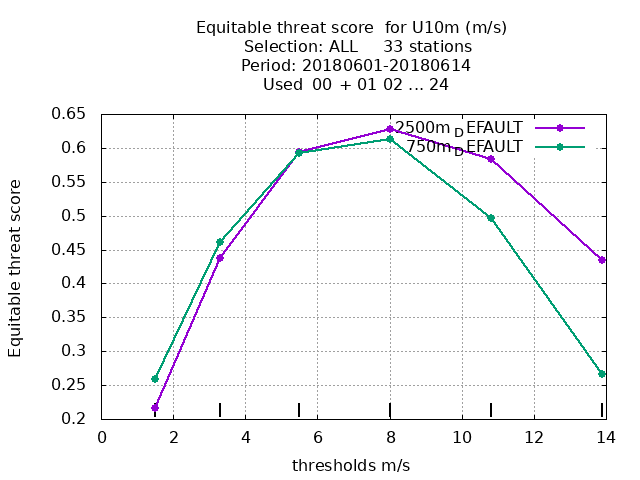 Equitable threat score  for U10m (m/s)
Selection: ALL     33 stations
Period: 20180601-20180614
Used  00  + 01 02 ... 24
2500m_DEFAULT
750m_DEFAULT
Equitable threat score
0.65
0.6
0.55
0.5
0.45
0.4
0.35
0.3
0.25
0.2
0 2 4 6 8 10 12 14
thresholds m/s